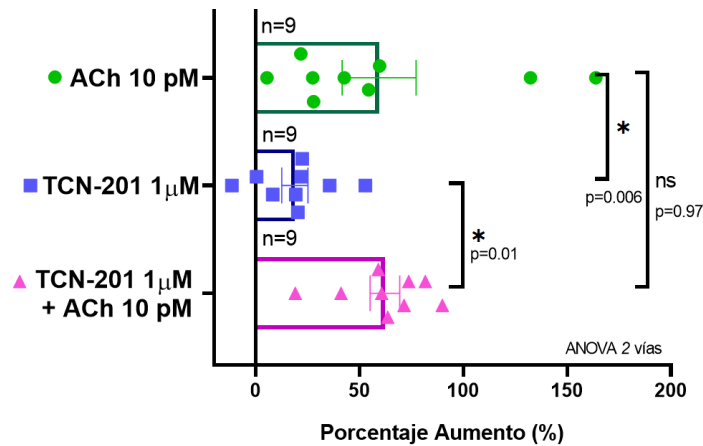 n=9
ACh 10 pM
n=9
TCN-201 1μM
n=9
TCN-201 1μM
+ ACh 10 pM
*
p=0.006
ns
p=0.97
*
p=0.01
ANOVA 2 vías
0 50 100 150 200
Porcentaje Aumento (%)